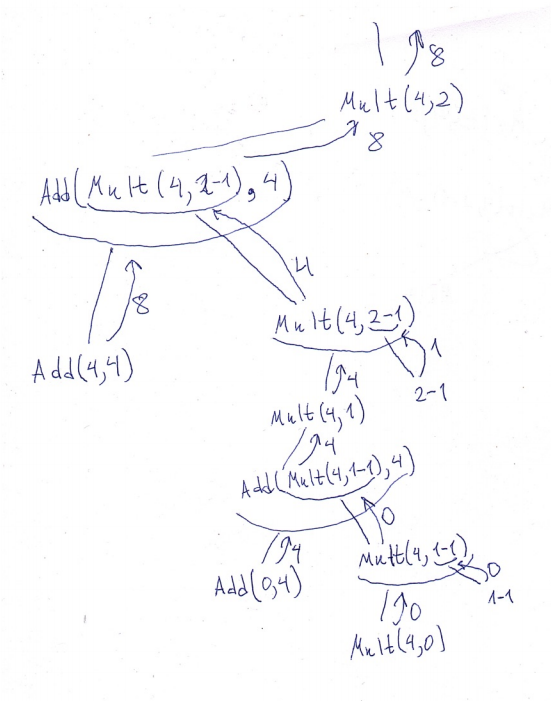 8
Mult(4,2)
8
Add(Mult(4,2-1),4)
4
8
Mult(4,2-1)
Add(4,4)
1
4
2-1
Mult(4,1)
4
Add(Mult(4,1-1),4)
0
4
Mult(4,1-1)
0
Add(0,4)
1-1
0
Mult(4,0)